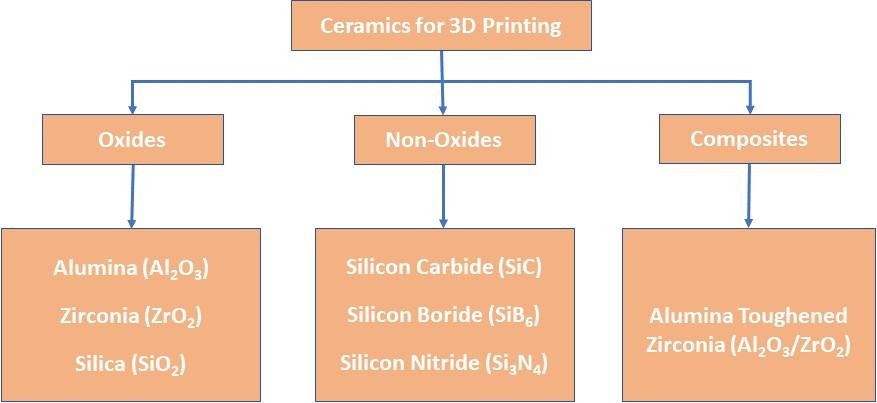 Ceramics for 3D Printing
Oxides
Non-Oxides
Composites
Alumina (Al₂O₃)
Zirconia (ZrO₂)
Silica (SiO₂)
Silicon Carbide (SiC)
Silicon Boride (SiB₆)
Silicon Nitride (Si₃N₄)
Alumina Toughened
Zirconia (Al₂O₃/ZrO₂)